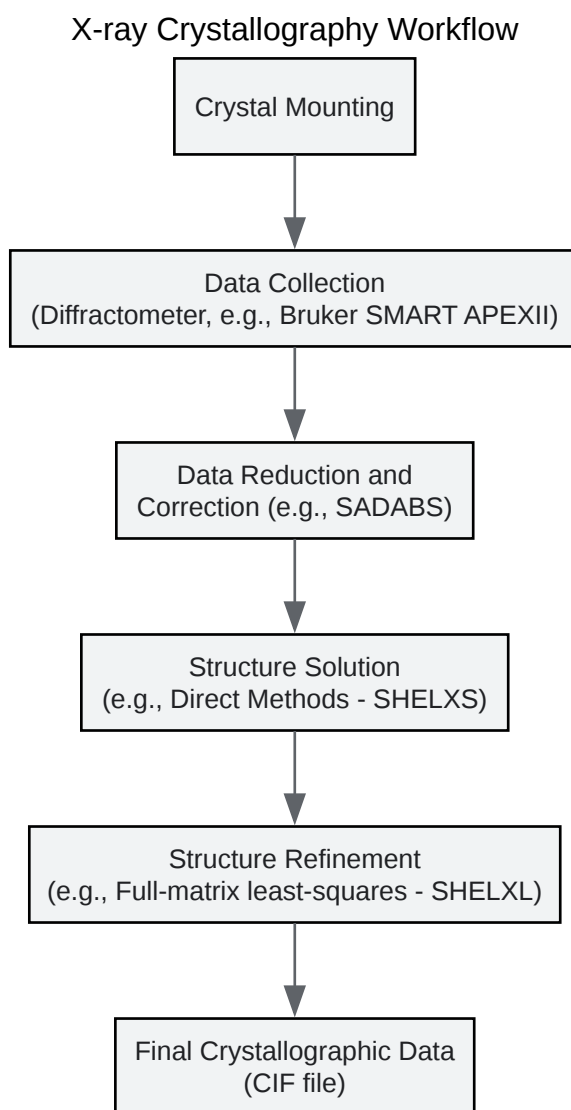 X-ray Crystallography Workflow
Crystal Mounting
Data Collection
(Diffractometer, e.g., Bruker SMART APEXII)
Data Reduction and
Correction (e.g., SADABS)
Structure Solution
(e.g., Direct Methods - SHELXS)
Structure Refinement
(e.g., Full-matrix least-squares - SHELXL)
Final Crystallographic Data
(CIF file)